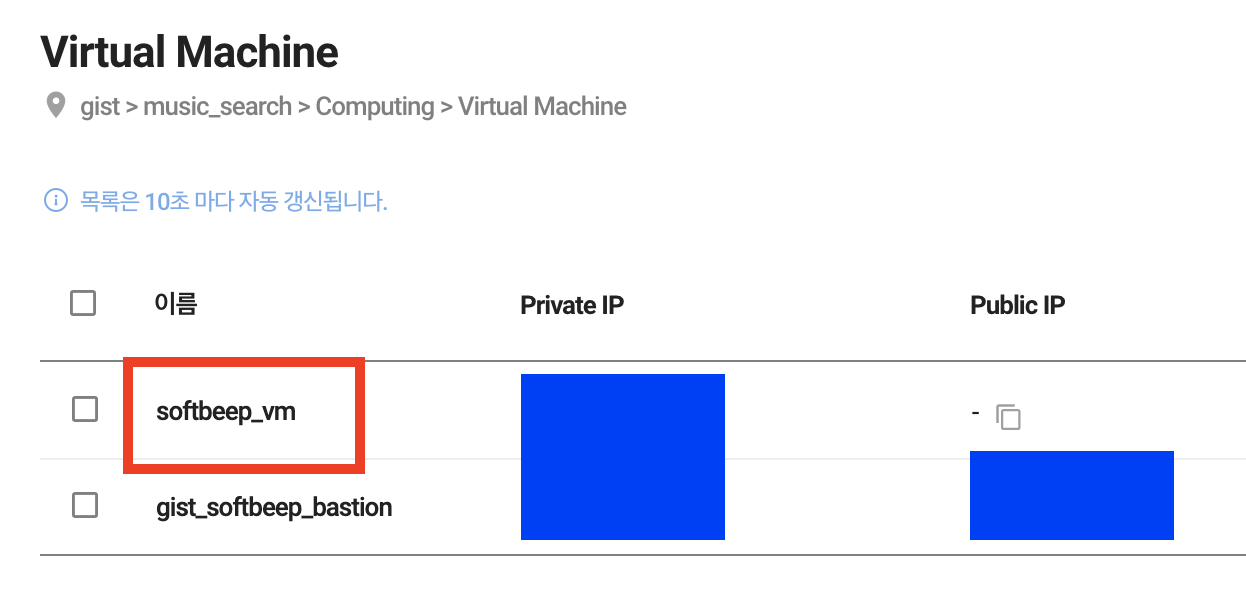 Virtual Machine
gist > music_search > Computing > Virtual Machine
목록은 10초 마다 자동 갱신됩니다.
이름 Private IP Public IP
softbeep_vm -
gist_softbeep_bastion